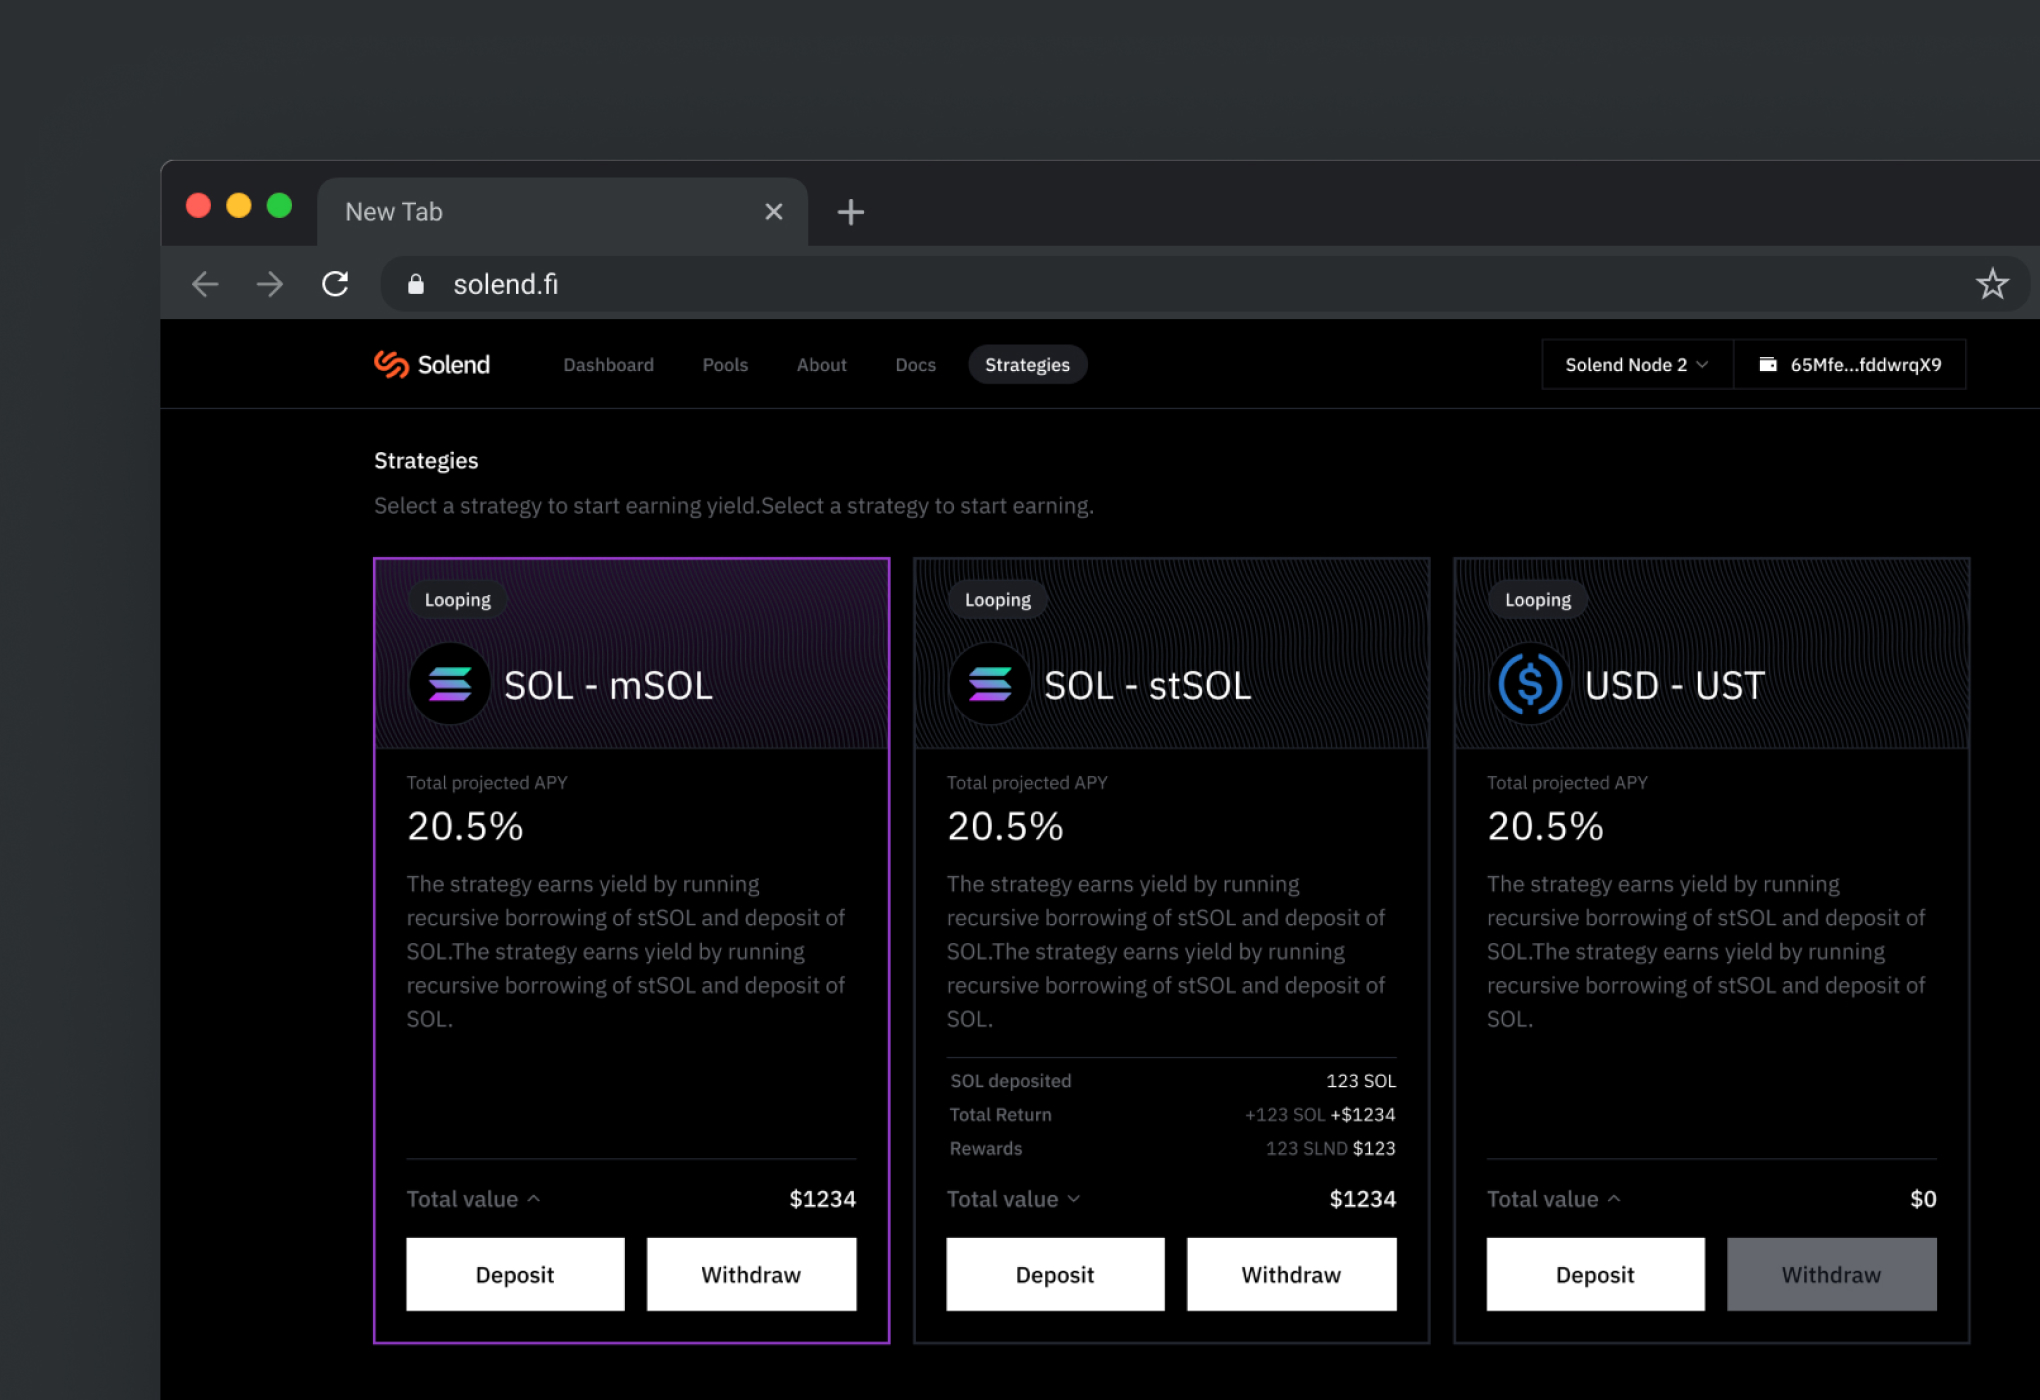 New Tab
solend.fi
Solend Dashboard Pools About Docs Strategies Solend Node 2 65Mfe...fddwrqX9
Strategies
Select a strategy to start earning yield.Select a strategy to start earning.
Looping
SOL - mSOL
Total projected APY
20.5%
The strategy earns yield by running
recursive borrowing of stSOL and deposit of
SOL.The strategy earns yield by running
recursive borrowing of stSOL and deposit of
SOL.
Total value $1234
Deposit Withdraw
Looping
SOL - stSOL
Total projected APY
20.5%
The strategy earns yield by running
recursive borrowing of stSOL and deposit of
SOL.The strategy earns yield by running
recursive borrowing of stSOL and deposit of
SOL.
SOL deposited 123 SOL
Total Return +123 SOL +$1234
Rewards 123 SLND $123
Total value $1234
Deposit Withdraw
Looping
USD - UST
Total projected APY
20.5%
The strategy earns yield by running
recursive borrowing of stSOL and deposit of
SOL.The strategy earns yield by running
recursive borrowing of stSOL and deposit of
SOL.
Total value $0
Deposit Withdraw